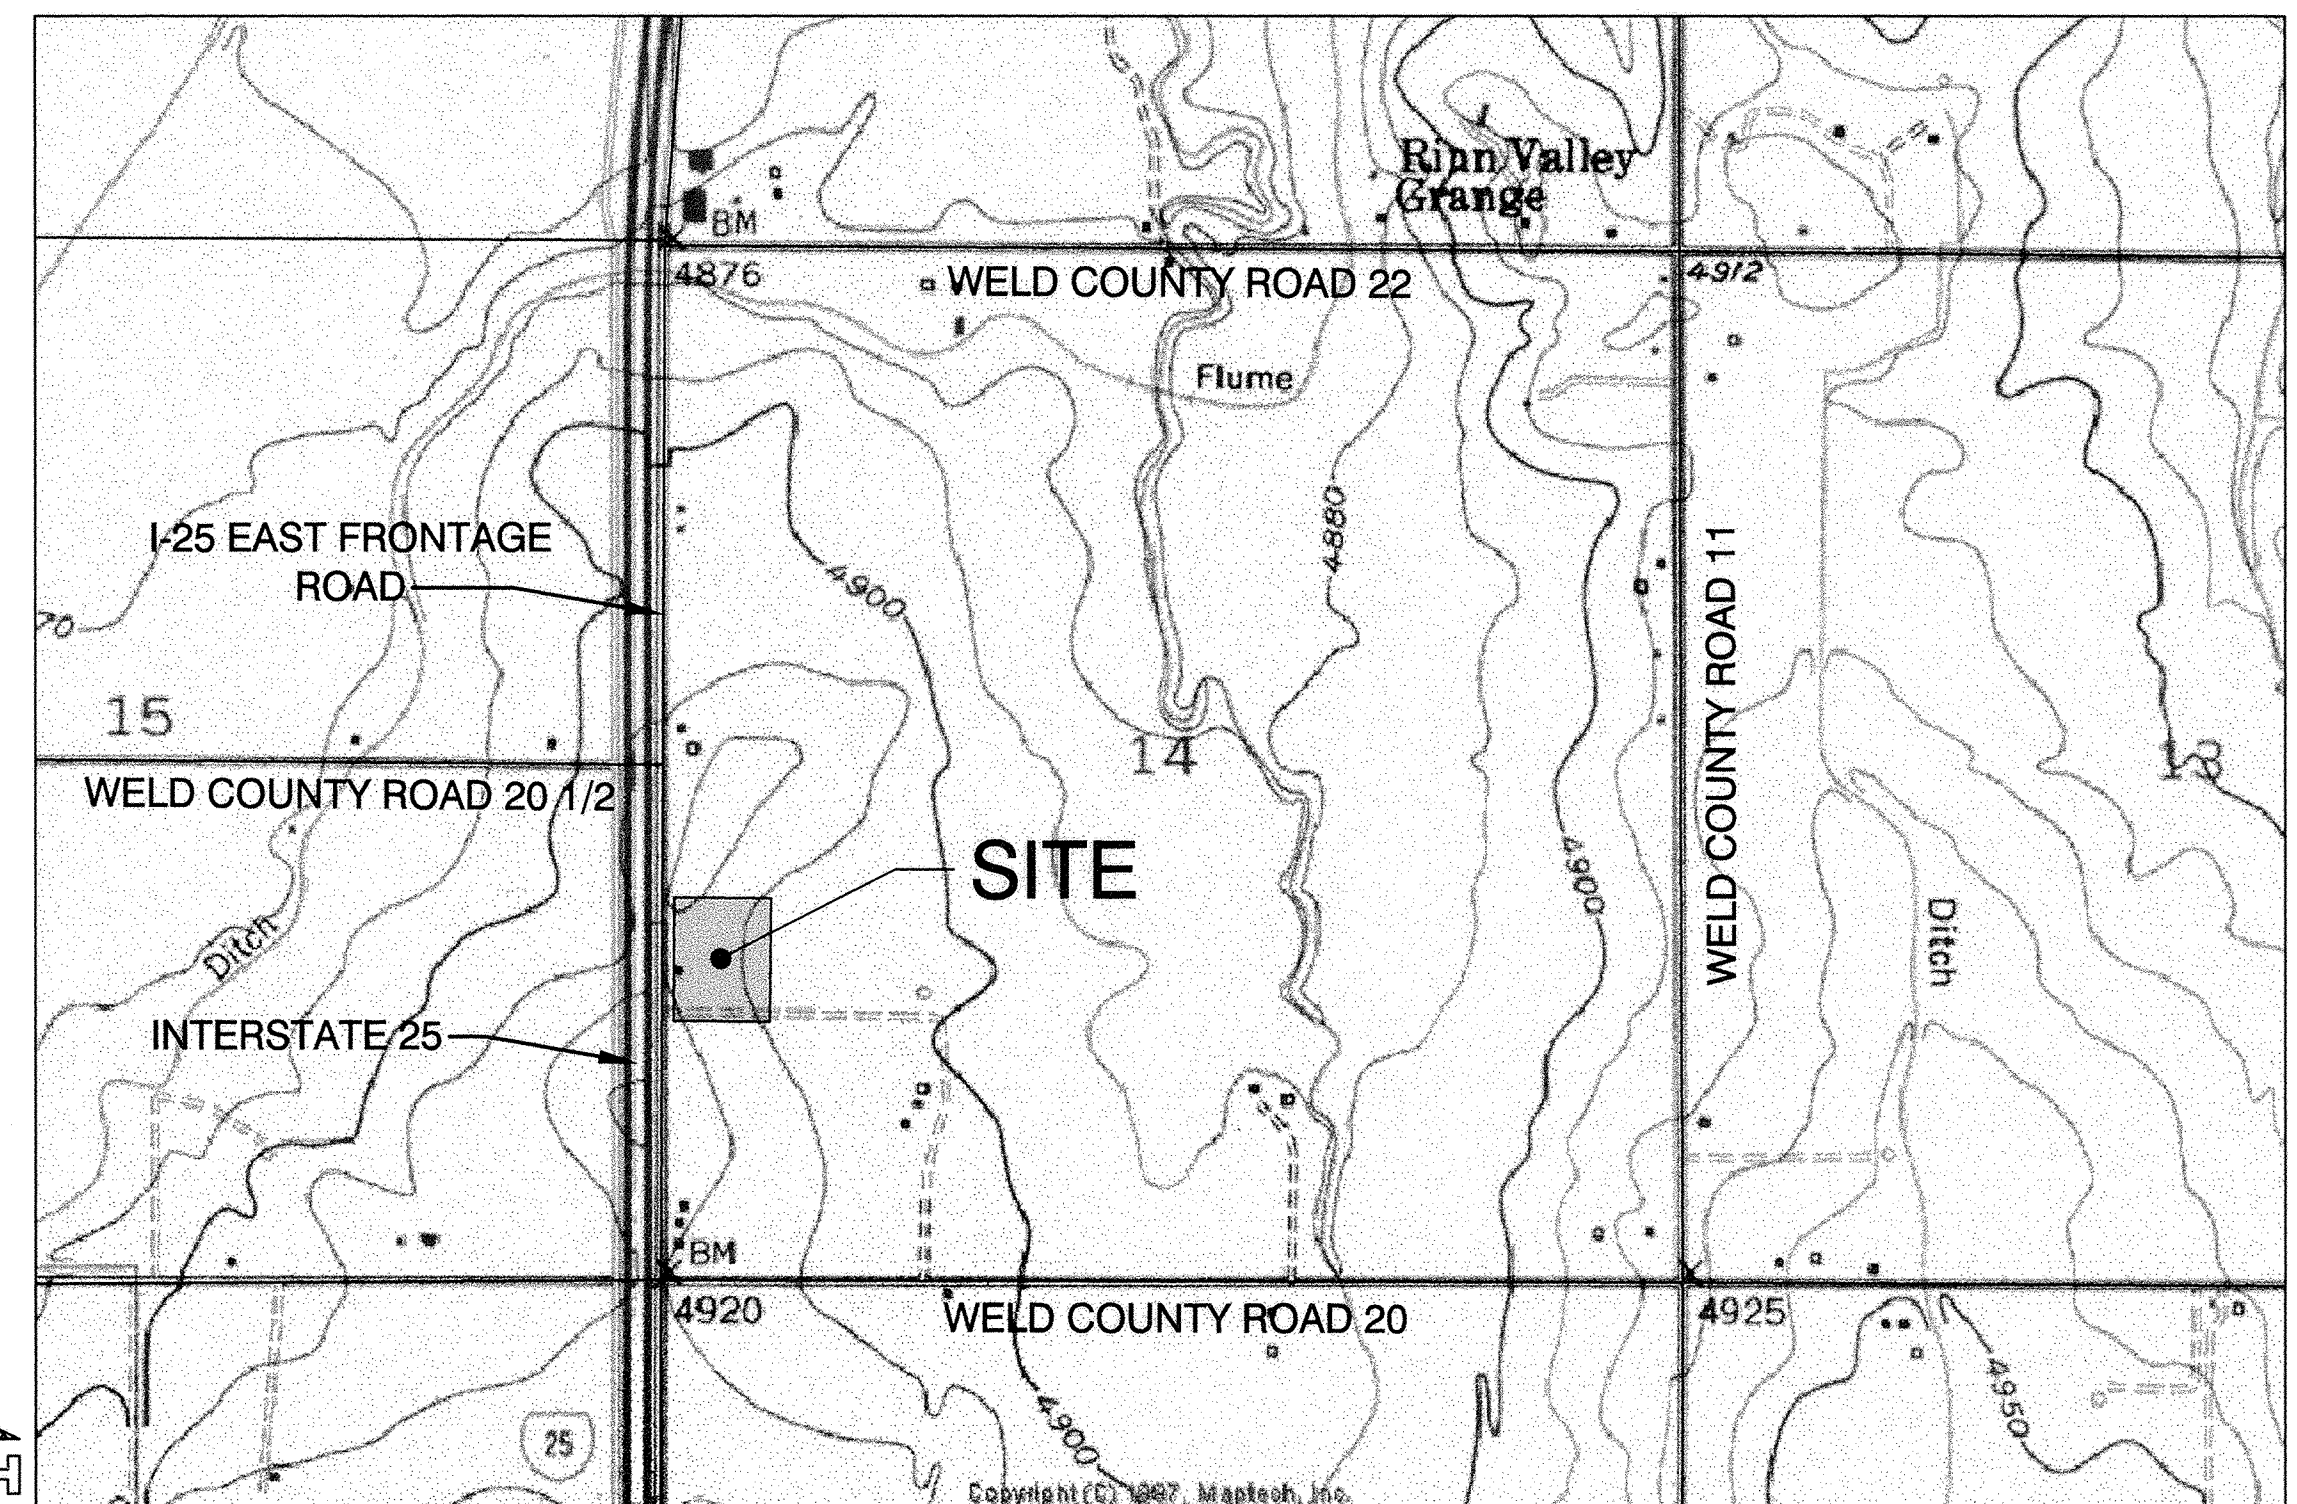 Rinn Valley
Grange
BM
4876
WELD COUNTY ROAD 22
4912
Flume
I-25 EAST FRONTAGE
ROAD
4880
4900
70
15
14
13
WELD COUNTY ROAD 11
WELD COUNTY ROAD 20 1/2
SITE
4900
Ditch
Ditch
INTERSTATE 25
BM
4920
WELD COUNTY ROAD 20
4925
4950
4900
25
Copyright (C) 1997, Maptech, Inc.